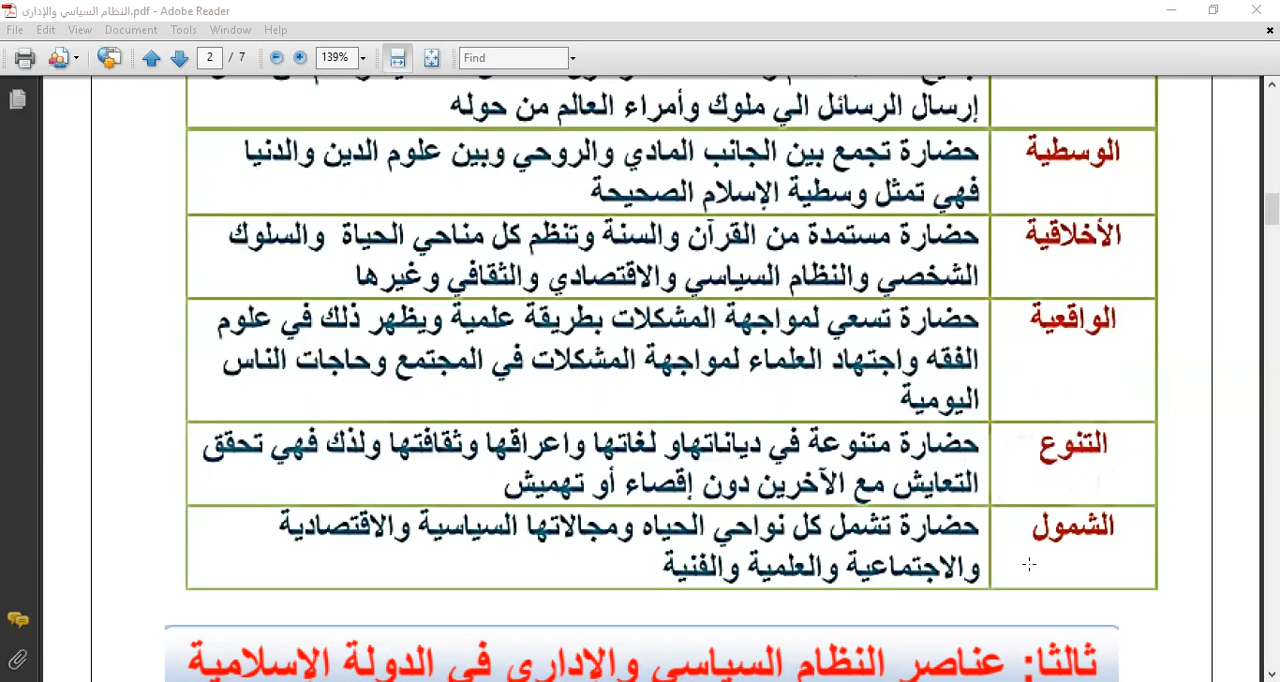 النظام السياسي والإدارى.pdf - Adobe Reader
File Edit View Document Tools Window Help
2 / 7 139% Find
إرسال الرسائل الي ملوك وأمراء العالم من حوله
الوسطية
حضارة تجمع بين الجانب المادي والروحي وبين علوم الدين والدنيا
فهي تمثل وسطية الإسلام الصحيحة
الأخلاقية
حضارة مستمدة من القرآن والسنة وتنظم كل مناحي الحياة والسلوك
الشخصي والنظام السياسي والاقتصادي والثقافي وغيرها
الواقعية
حضارة تسعي لمواجهة المشكلات بطريقة علمية ويظهر ذلك في علوم
الفقه واجتهاد العلماء لمواجهة المشكلات في المجتمع وحاجات الناس
اليومية
التنوع
حضارة متنوعة في دياناتهاو لغاتها واعراقها وثقافتها ولذك فهي تحقق
التعايش مع الآخرين دون إقصاء أو تهميش
الشمول
حضارة تشمل كل نواحي الحياه ومجالاتها السياسية والاقتصادية
والاجتماعية والعلمية والفنية
ثالثا: عناصر النظام السياسي والإدارى في الدولة الإسلامية